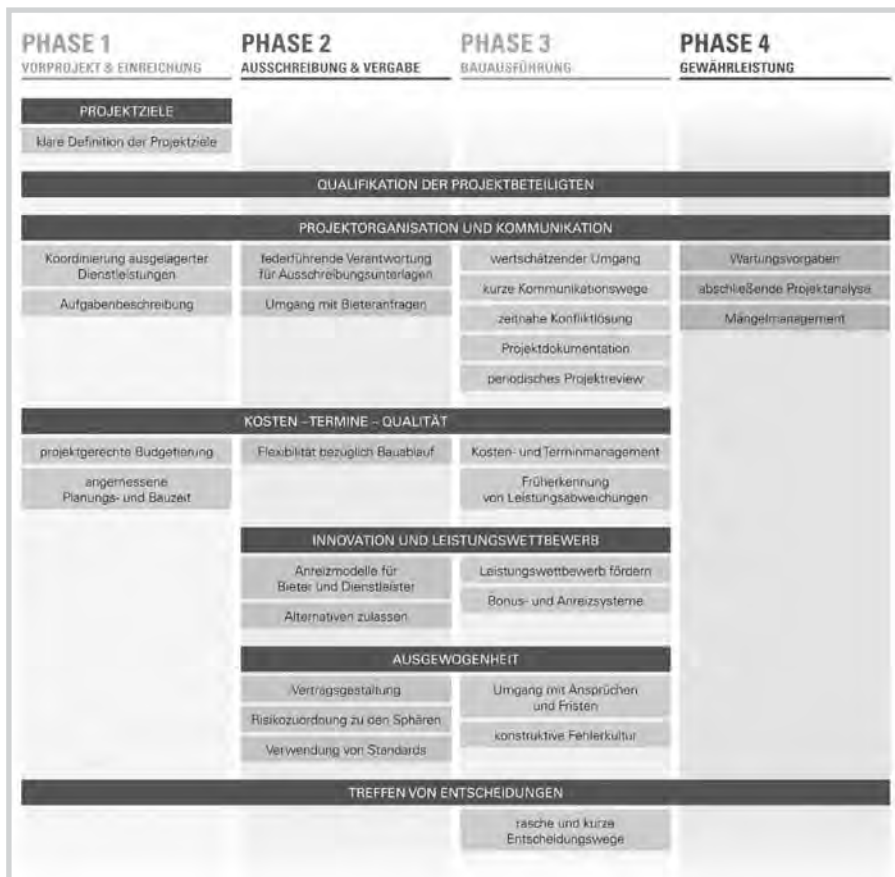 PHASE 1
VORPROJEKT & EINREICHUNG
PHASE 2
AUSSCHREIBUNG & VERGABE
PHASE 3
BAUAUSFÜHRUNG
PHASE 4
GEWÄHRLEISTUNG
PROJEKTZIELE
klare Definition der Projektziele
QUALIFIKATION DER PROJEKTBETEILIGTEN
PROJEKTORGANISATION UND KOMMUNIKATION
Koordinierung ausgelagerter
Dienstleistungen
Aufgabenbeschreibung
federführende Verantwortung
für Ausschreibungsunterlagen
Umgang mit Bieteranfragen
wertschätzender Umgang
kurze Kommunikationswege
zeitnahe Konfliktlösung
Projektdokumentation
periodisches Projektreview
Wartungsvorgaben
abschließende Projektanalyse
Mängelmanagement
KOSTEN – TERMINE – QUALITÄT
projektgerechte Budgetierung
angemessene
Planungs- und Bauzeit
Flexibilität bezüglich Bauablauf
Kosten- und Terminmanagement
Früherkennung
von Leistungsabweichungen
INNOVATION UND LEISTUNGSWETTBEWERB
Anreizmodelle für
Bieter und Dienstleister
Alternativen zulassen
Leistungswettbewerb fördern
Bonus- und Anreizsysteme
AUSGEWOGENHEIT
Vertragsgestaltung
Risikozuordnung zu den Sphären
Verwendung von Standards
Umgang mit Ansprüchen
und Fristen
konstruktive Fehlerkultur
TREFFEN VON ENTSCHEIDUNGEN
rasche und kurze
Entscheidungswege